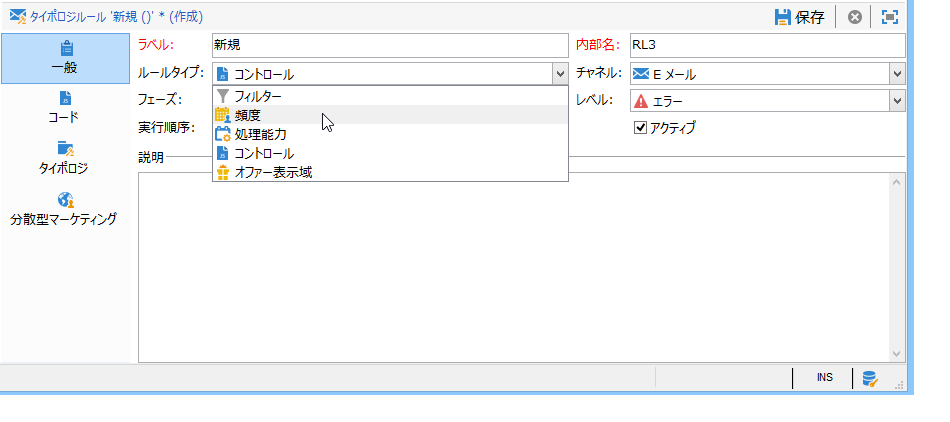 タイポロジルール '新規 ()' * (作成)
保存
一般
コード
タイポロジ
分散型マーケティング
ラベル:
新規
内部名:
RL3
ルールタイプ:
コントロール
チャネル:
E メール
フェーズ:
レベル:
エラー
実行順序:
アクティブ
フィルター
頻度
処理能力
コントロール
オファー表示域
説明
INS